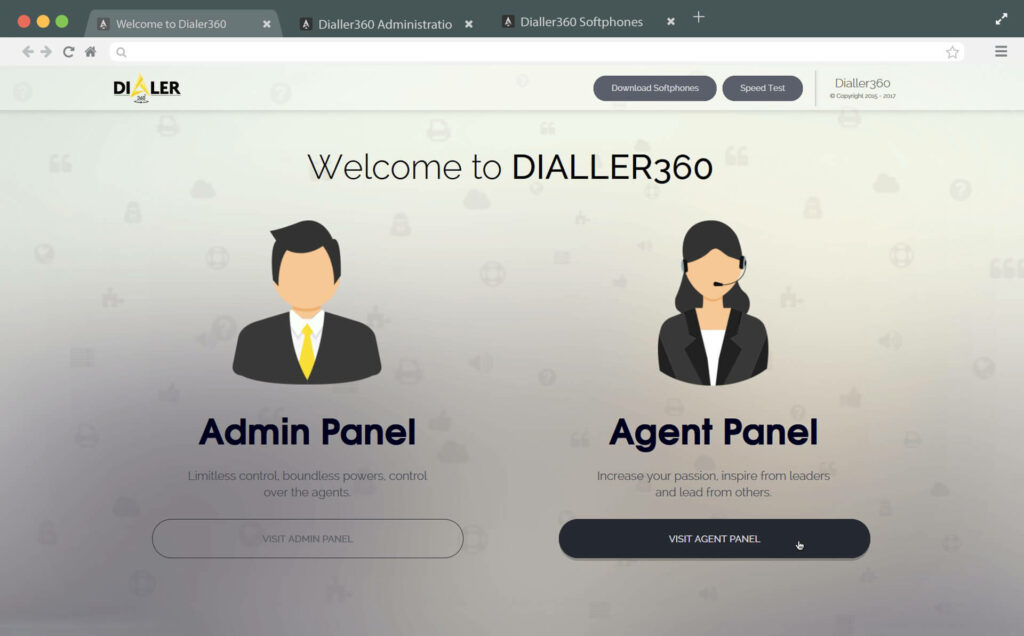 Welcome to Dialer360
Dialler360 Administratio
Dialler360 Softphones
DIALER
360
Download Softphones
Speed Test
Dialler360
© Copyright 2015 - 2017
Welcome to DIALLER360
Admin Panel
Agent Panel
Limitless control, boundless powers, control
over the agents.
Increase your passion, inspire from leaders
and lead from others.
VISIT ADMIN PANEL
VISIT AGENT PANEL